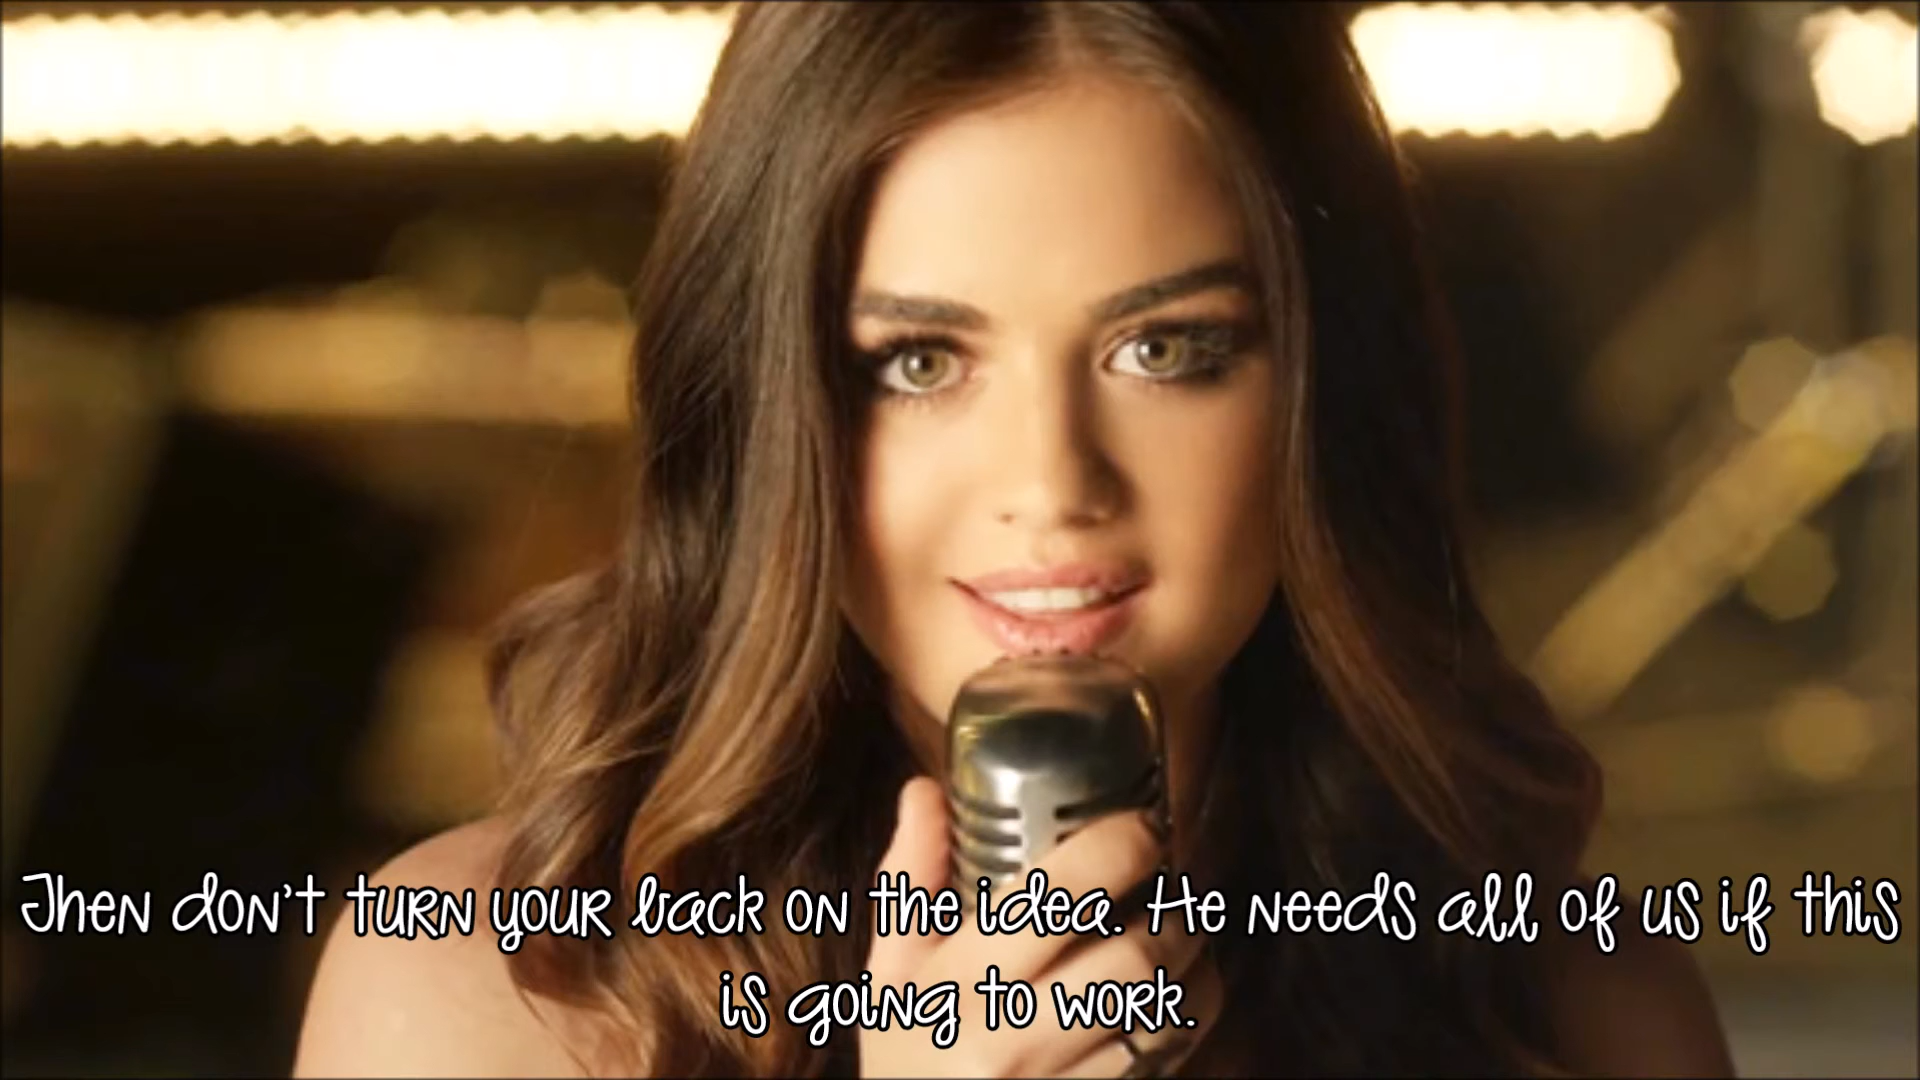 Then don't turn your back on the idea. He needs all of us if this
is going to work.